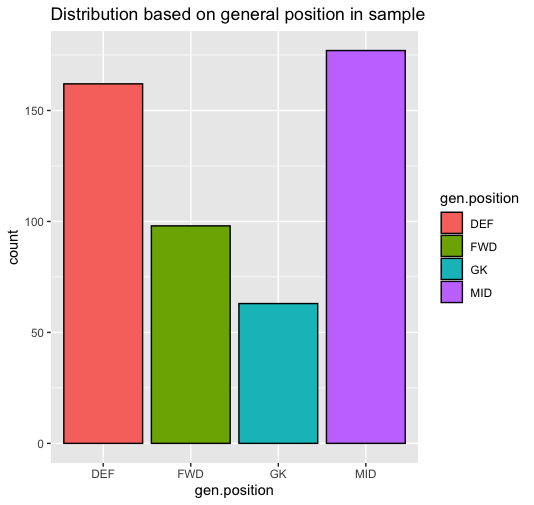 Distribution based on general position in sample
count
150
100
50
0
DEF FWD GK MID
gen.position
gen.position
DEF
FWD
GK
MID